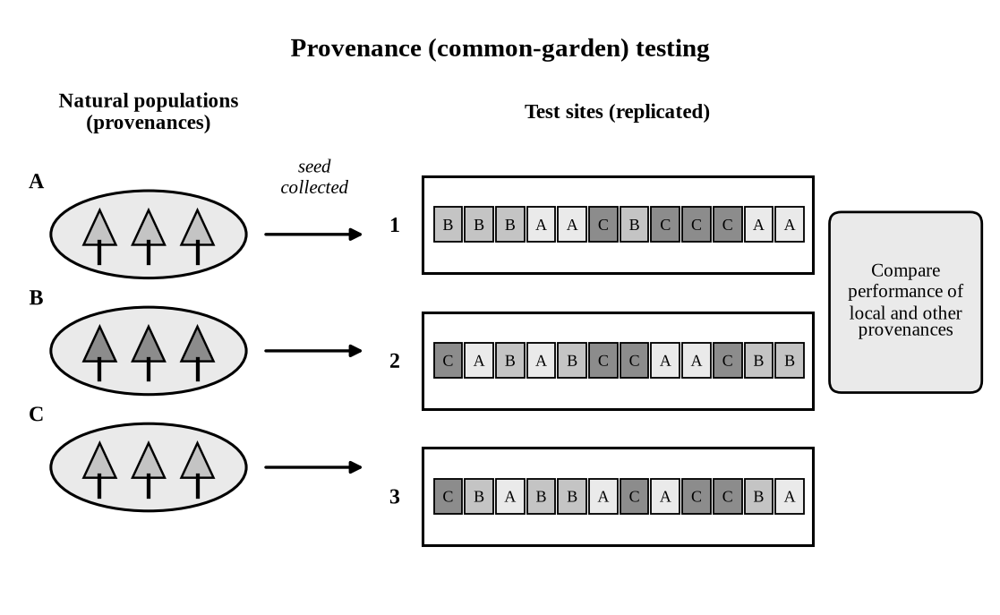 Provenance (common-garden) testing
Natural populations
(provenances)
Test sites (replicated)
seed
collected
A
B
C
1
B B B A A C B C C C A A
2
C A B A B C C A A C B B
3
C B A B B A C A C C B A
Compare
performance of
local and other
provenances